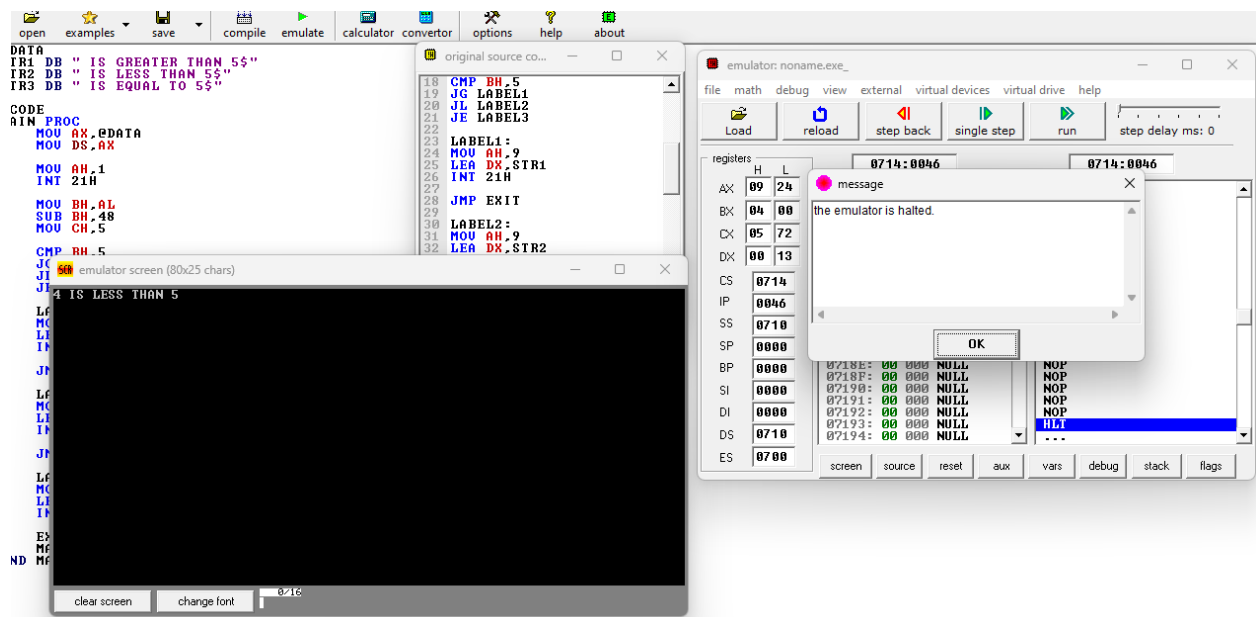 open examples save compile emulate calculator convertor options help about
DATA
TR1 DB " IS GREATER THAN 5$"
TR2 DB " IS LESS THAN 5$"
TR3 DB " IS EQUAL TO 5$"
CODE
AIN PROC
MOV AX,@DATA
MOV DS,AX
MOV AH,1
INT 21H
MOV BH,AL
SUB BH,48
MOV CH,5
CMP BH,5
original source co...
18 CMP BH,5
19 JG LABEL1
20 JL LABEL2
21 JE LABEL3
22
23 LABEL1:
24 MOV AH,9
25 LEA DX,STR1
26 INT 21H
27
28 JMP EXIT
29
30 LABEL2:
31 MOV AH,9
32 LEA DX,STR2
emulator screen (80x25 chars)
4 IS LESS THAN 5
clear screen change font 0/16
ND
emulator: noname.exe_
file math debug view external virtual devices virtual drive help
Load reload step back single step run step delay ms: 0
registers
H L
0714:0046 0714:0046
AX 09 24
BX 04 00
CX 05 72
DX 00 13
CS 0714
IP 0046
SS 0710
SP 0000
BP 0000
SI 0000
DI 0000
DS 0710
ES 0700
message
the emulator is halted.
OK
0718E: 00 000 NULL NOP
0718F: 00 000 NULL NOP
07190: 00 000 NULL NOP
07191: 00 000 NULL NOP
07192: 00 000 NULL NOP
07193: 00 000 NULL HLT
07194: 00 000 NULL ...
screen source reset aux vars debug stack flags